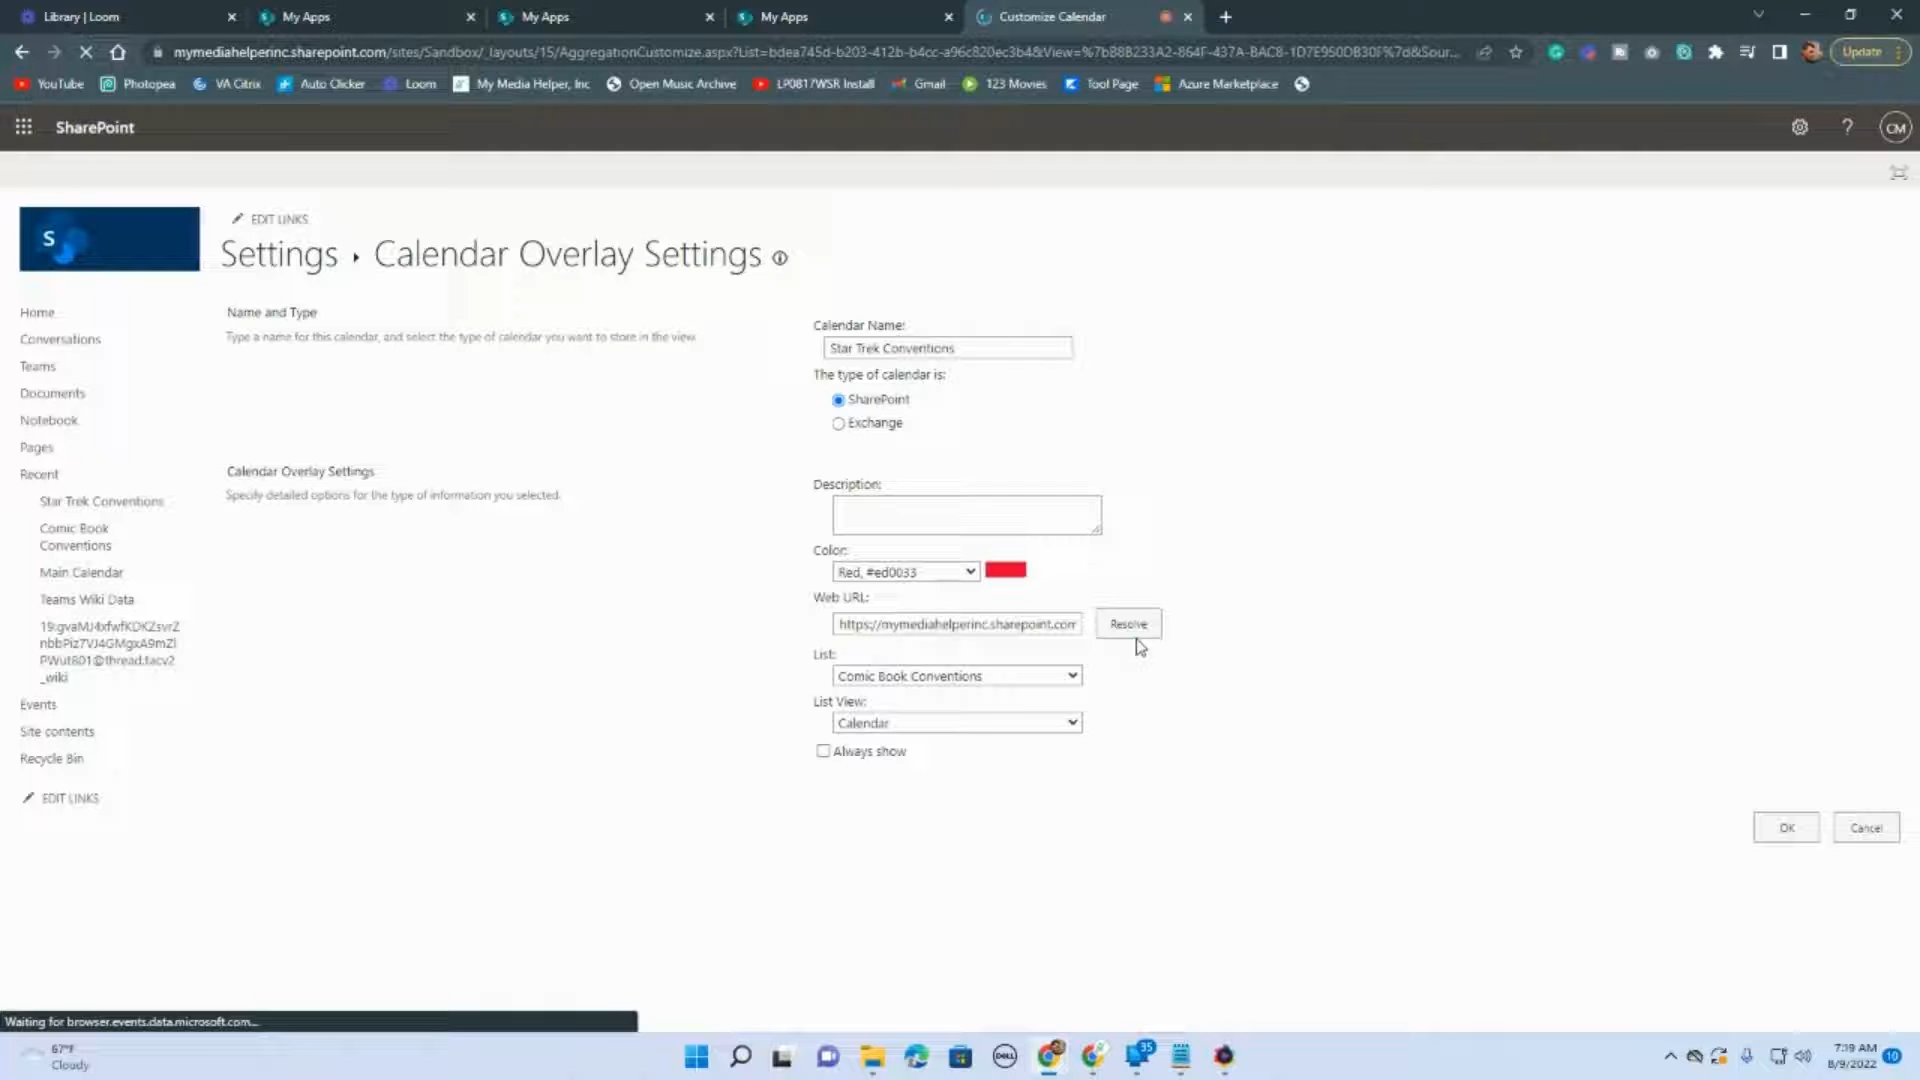 Library | Loom
My Apps
My Apps
My Apps
Customize Calendar
mymediahelperinc.sharepoint.com/sites/Sandbox/_layouts/15/AggregationCustomize.aspx?List=bdea745d-b203-412b-b4cc-a96c820ec3b4&View=%7b88B233A2-864F-437A-BAC8-1D7E950DB30F%7d&Sour...
Update
YouTube
Photopea
VA Citrix
Auto Clicker
Loom
My Media Helper, Inc
Open Music Archive
LP0817WSR Install
Gmail
123 Movies
Tool Page
Azure Marketplace
SharePoint
?
CM
S
EDIT LINKS
Settings ▸ Calendar Overlay Settings
Home
Conversations
Teams
Documents
Notebook
Pages
Recent
Star Trek Conventions
Comic Book
Conventions
Main Calendar
Teams Wiki Data
_wiki
Events
Site contents
Recycle Bin
EDIT LINKS
Name and Type
Type a name for this calendar, and select the type of calendar you want to store in the view.
Calendar Name:
Star Trek Conventions
The type of calendar is:
SharePoint
Exchange
Calendar Overlay Settings
Specify detailed options for the type of information you selected.
Description:
Color:
Red, #ed0033
Web URL:
https://mymediahelperinc.sharepoint.com
Resolve
List:
Comic Book Conventions
List View:
Calendar
Always show
OK
Cancel
Waiting for browser.events.data.microsoft.com...
67°F
Cloudy
DELL
35
7:19 AM
8/9/2022
10